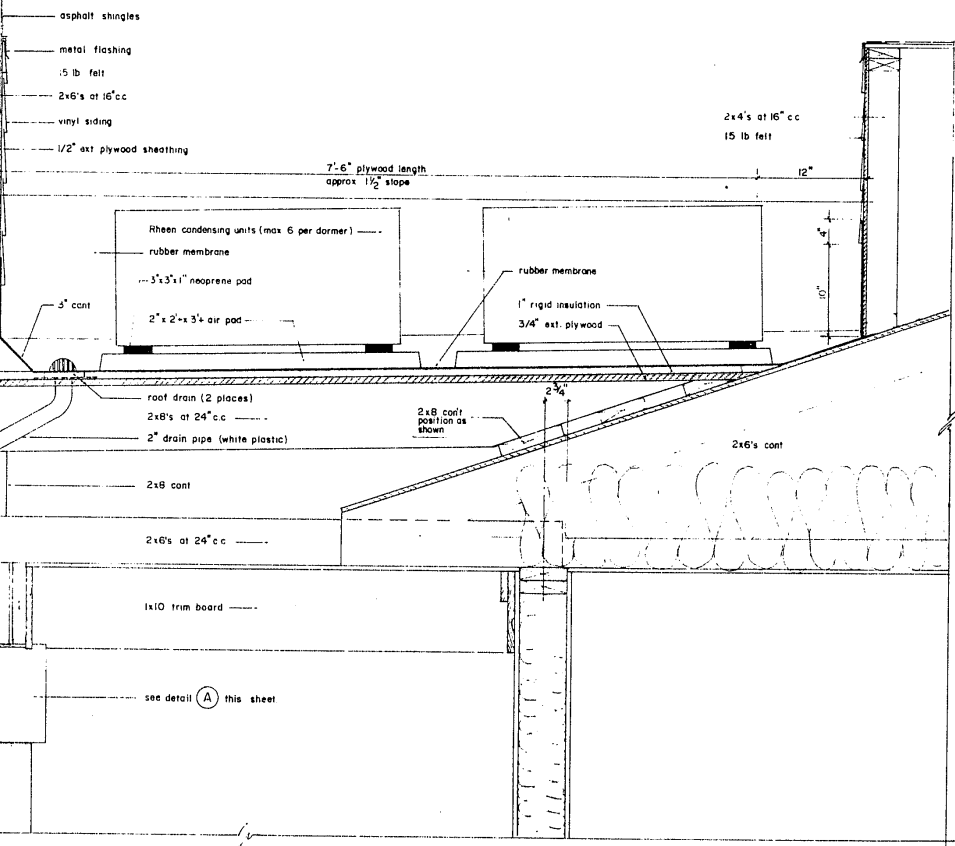 asphalt shingles
metal flashing
15 lb felt
2x6's at 16" c.c
vinyl siding
1/2" ext plywood sheathing
2x4's at 16" c c
15 lb felt
7'-6" plywood length
approx 1½" slope
12"
Rheen condensing units (max 6 per dormer)
rubber membrane
3"x3"x1" neoprene pad
2" x 2'+x 3'+ air pad
rubber membrane
1" rigid insulation
3/4" ext. plywood
4"
10"
3" cant
roof drain (2 places)
2x8's at 24" c.c
2" drain pipe (white plastic)
2x8 con't
position as
shown
2 3/4"
2x6's cont
2x8 cont
2x6's at 24" c c
1x10 trim board
see detail A this sheet